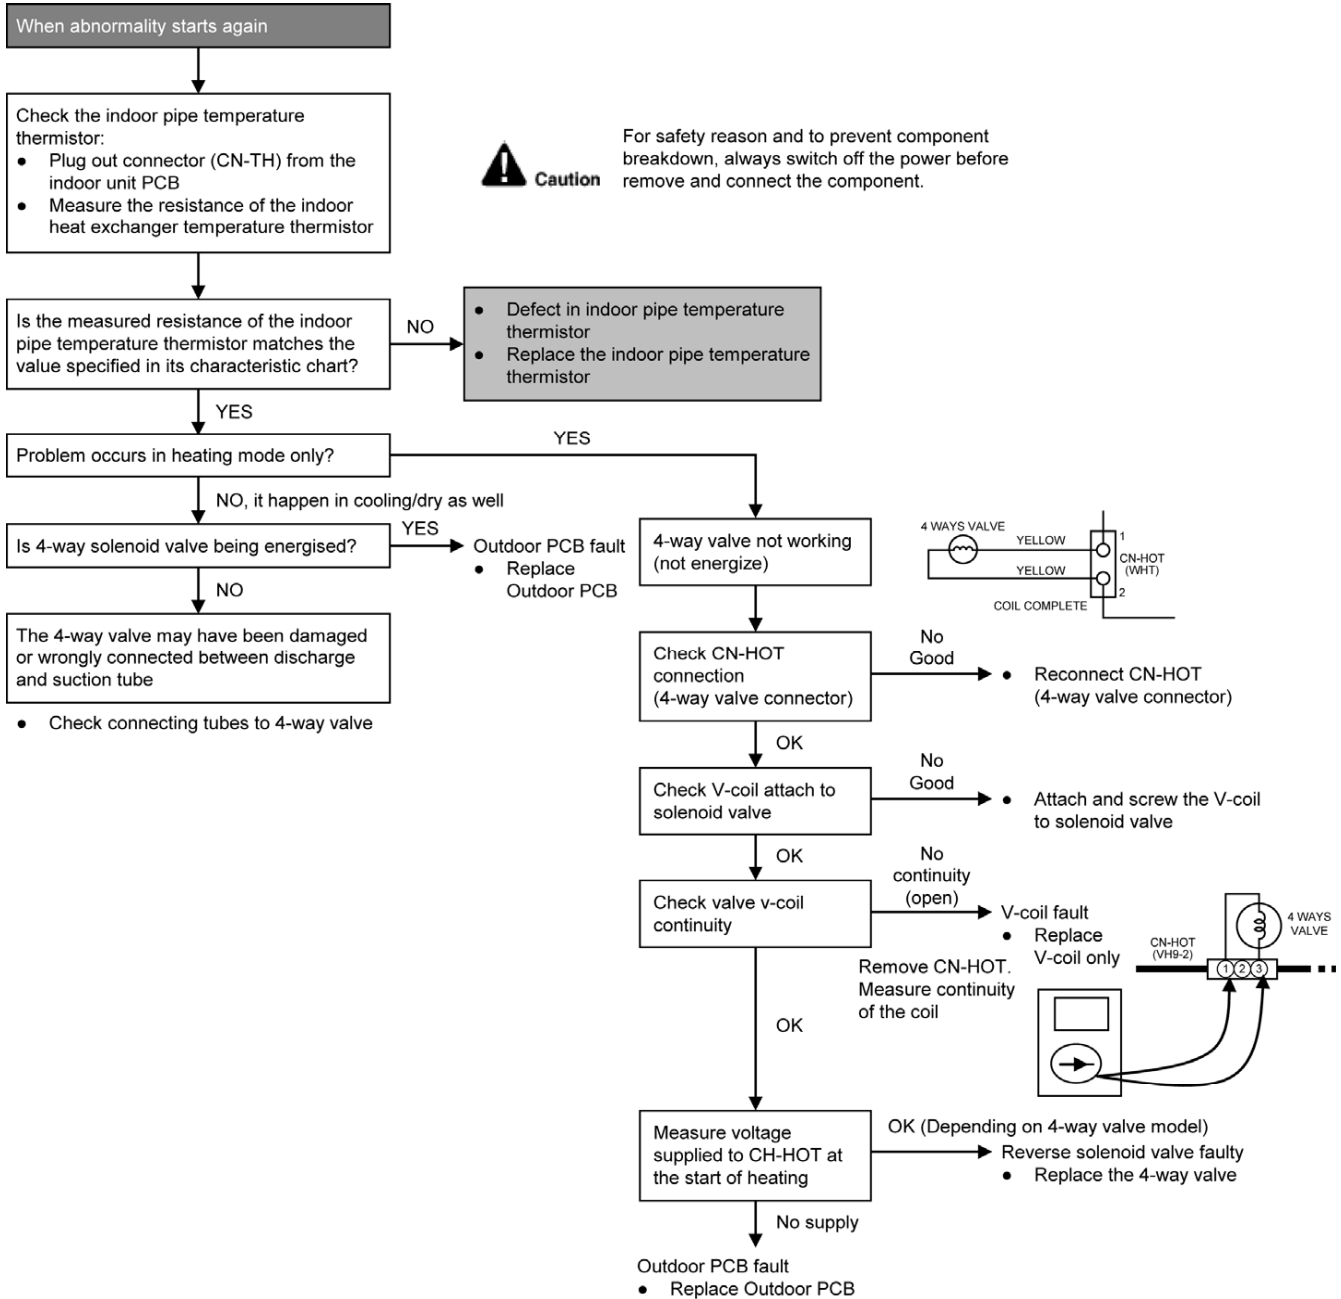 When abnormality starts again
Check the indoor pipe temperature
thermistor:
● Plug out connector (CN-TH) from the
indoor unit PCB
● Measure the resistance of the indoor
heat exchanger temperature thermistor
Caution
For safety reason and to prevent component
breakdown, always switch off the power before
remove and connect the component.
Is the measured resistance of the indoor
pipe temperature thermistor matches the
value specified in its characteristic chart?
NO
● Defect in indoor pipe temperature
thermistor
● Replace the indoor pipe temperature
thermistor
YES
Problem occurs in heating mode only?
YES
NO, it happen in cooling/dry as well
Is 4-way solenoid valve being energised?
YES
Outdoor PCB fault
● Replace
Outdoor PCB
NO
The 4-way valve may have been damaged
or wrongly connected between discharge
and suction tube
● Check connecting tubes to 4-way valve
4-way valve not working
(not energize)
4 WAYS VALVE
YELLOW
YELLOW
1
CN-HOT
(WHT)
2
COIL COMPLETE
Check CN-HOT
connection
(4-way valve connector)
No
Good
● Reconnect CN-HOT
(4-way valve connector)
OK
Check V-coil attach to
solenoid valve
No
Good
● Attach and screw the V-coil
to solenoid valve
OK
Check valve v-coil
continuity
No
continuity
(open)
V-coil fault
● Replace
V-coil only
Remove CN-HOT.
Measure continuity
of the coil
CN-HOT
(VH9-2)
4 WAYS
VALVE
1 2 3
OK
Measure voltage
supplied to CH-HOT at
the start of heating
OK (Depending on 4-way valve model)
Reverse solenoid valve faulty
● Replace the 4-way valve
No supply
Outdoor PCB fault
● Replace Outdoor PCB